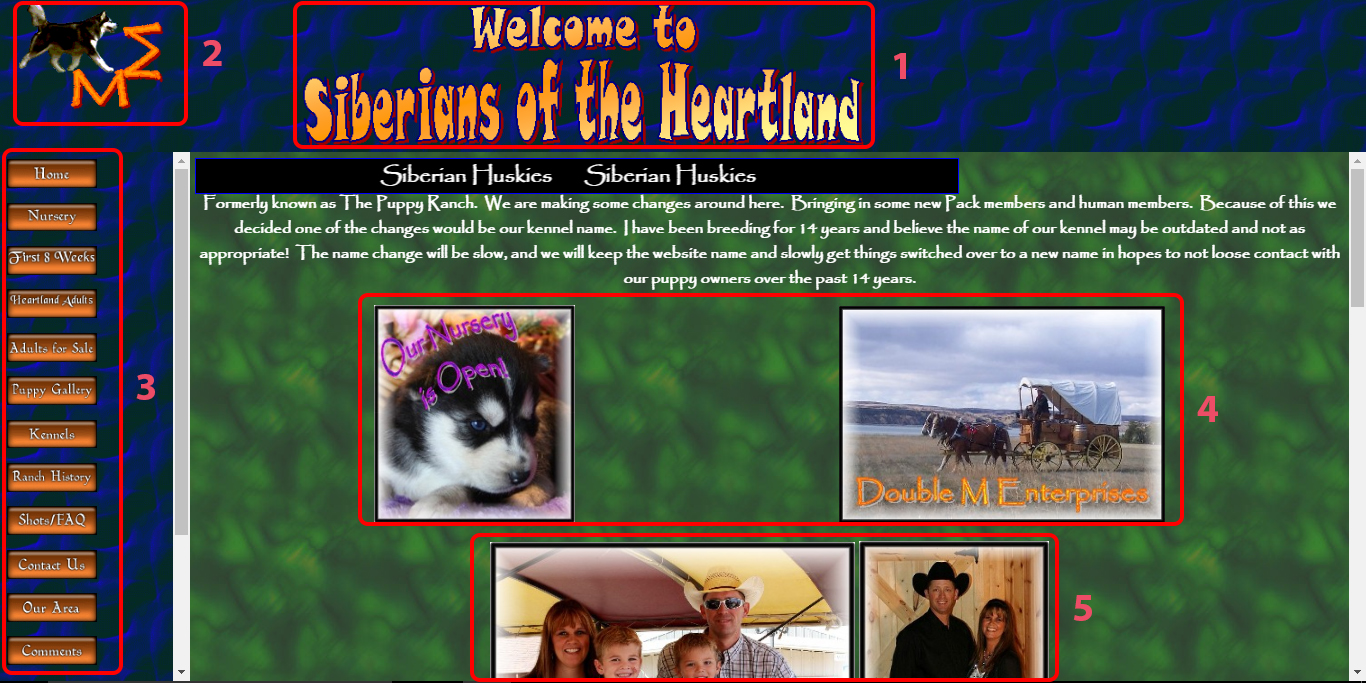 Welcome to
Siberians of the Heartland
1
2
M
M
Home
Nursery
First 8 Weeks
Heartland Adults
Adults for Sale
Puppy Gallery
Kennels
Ranch History
Shots/FAQ
Contact Us
Our Area
Comments
3
Siberian Huskies Siberian Huskies
Formerly known as The Puppy Ranch. We are making some changes around here. Bringing in some new Pack members and human members. Because of this we
decided one of the changes would be our kennel name. I have been breeding for 14 years and believe the name of our kennel may be outdated and not as
appropriate! The name change will be slow, and we will keep the website name and slowly get things switched over to a new name in hopes to not loose contact with
our puppy owners over the past 14 years.
Our Nursery
is Open!
Double M Enterprises
4
5